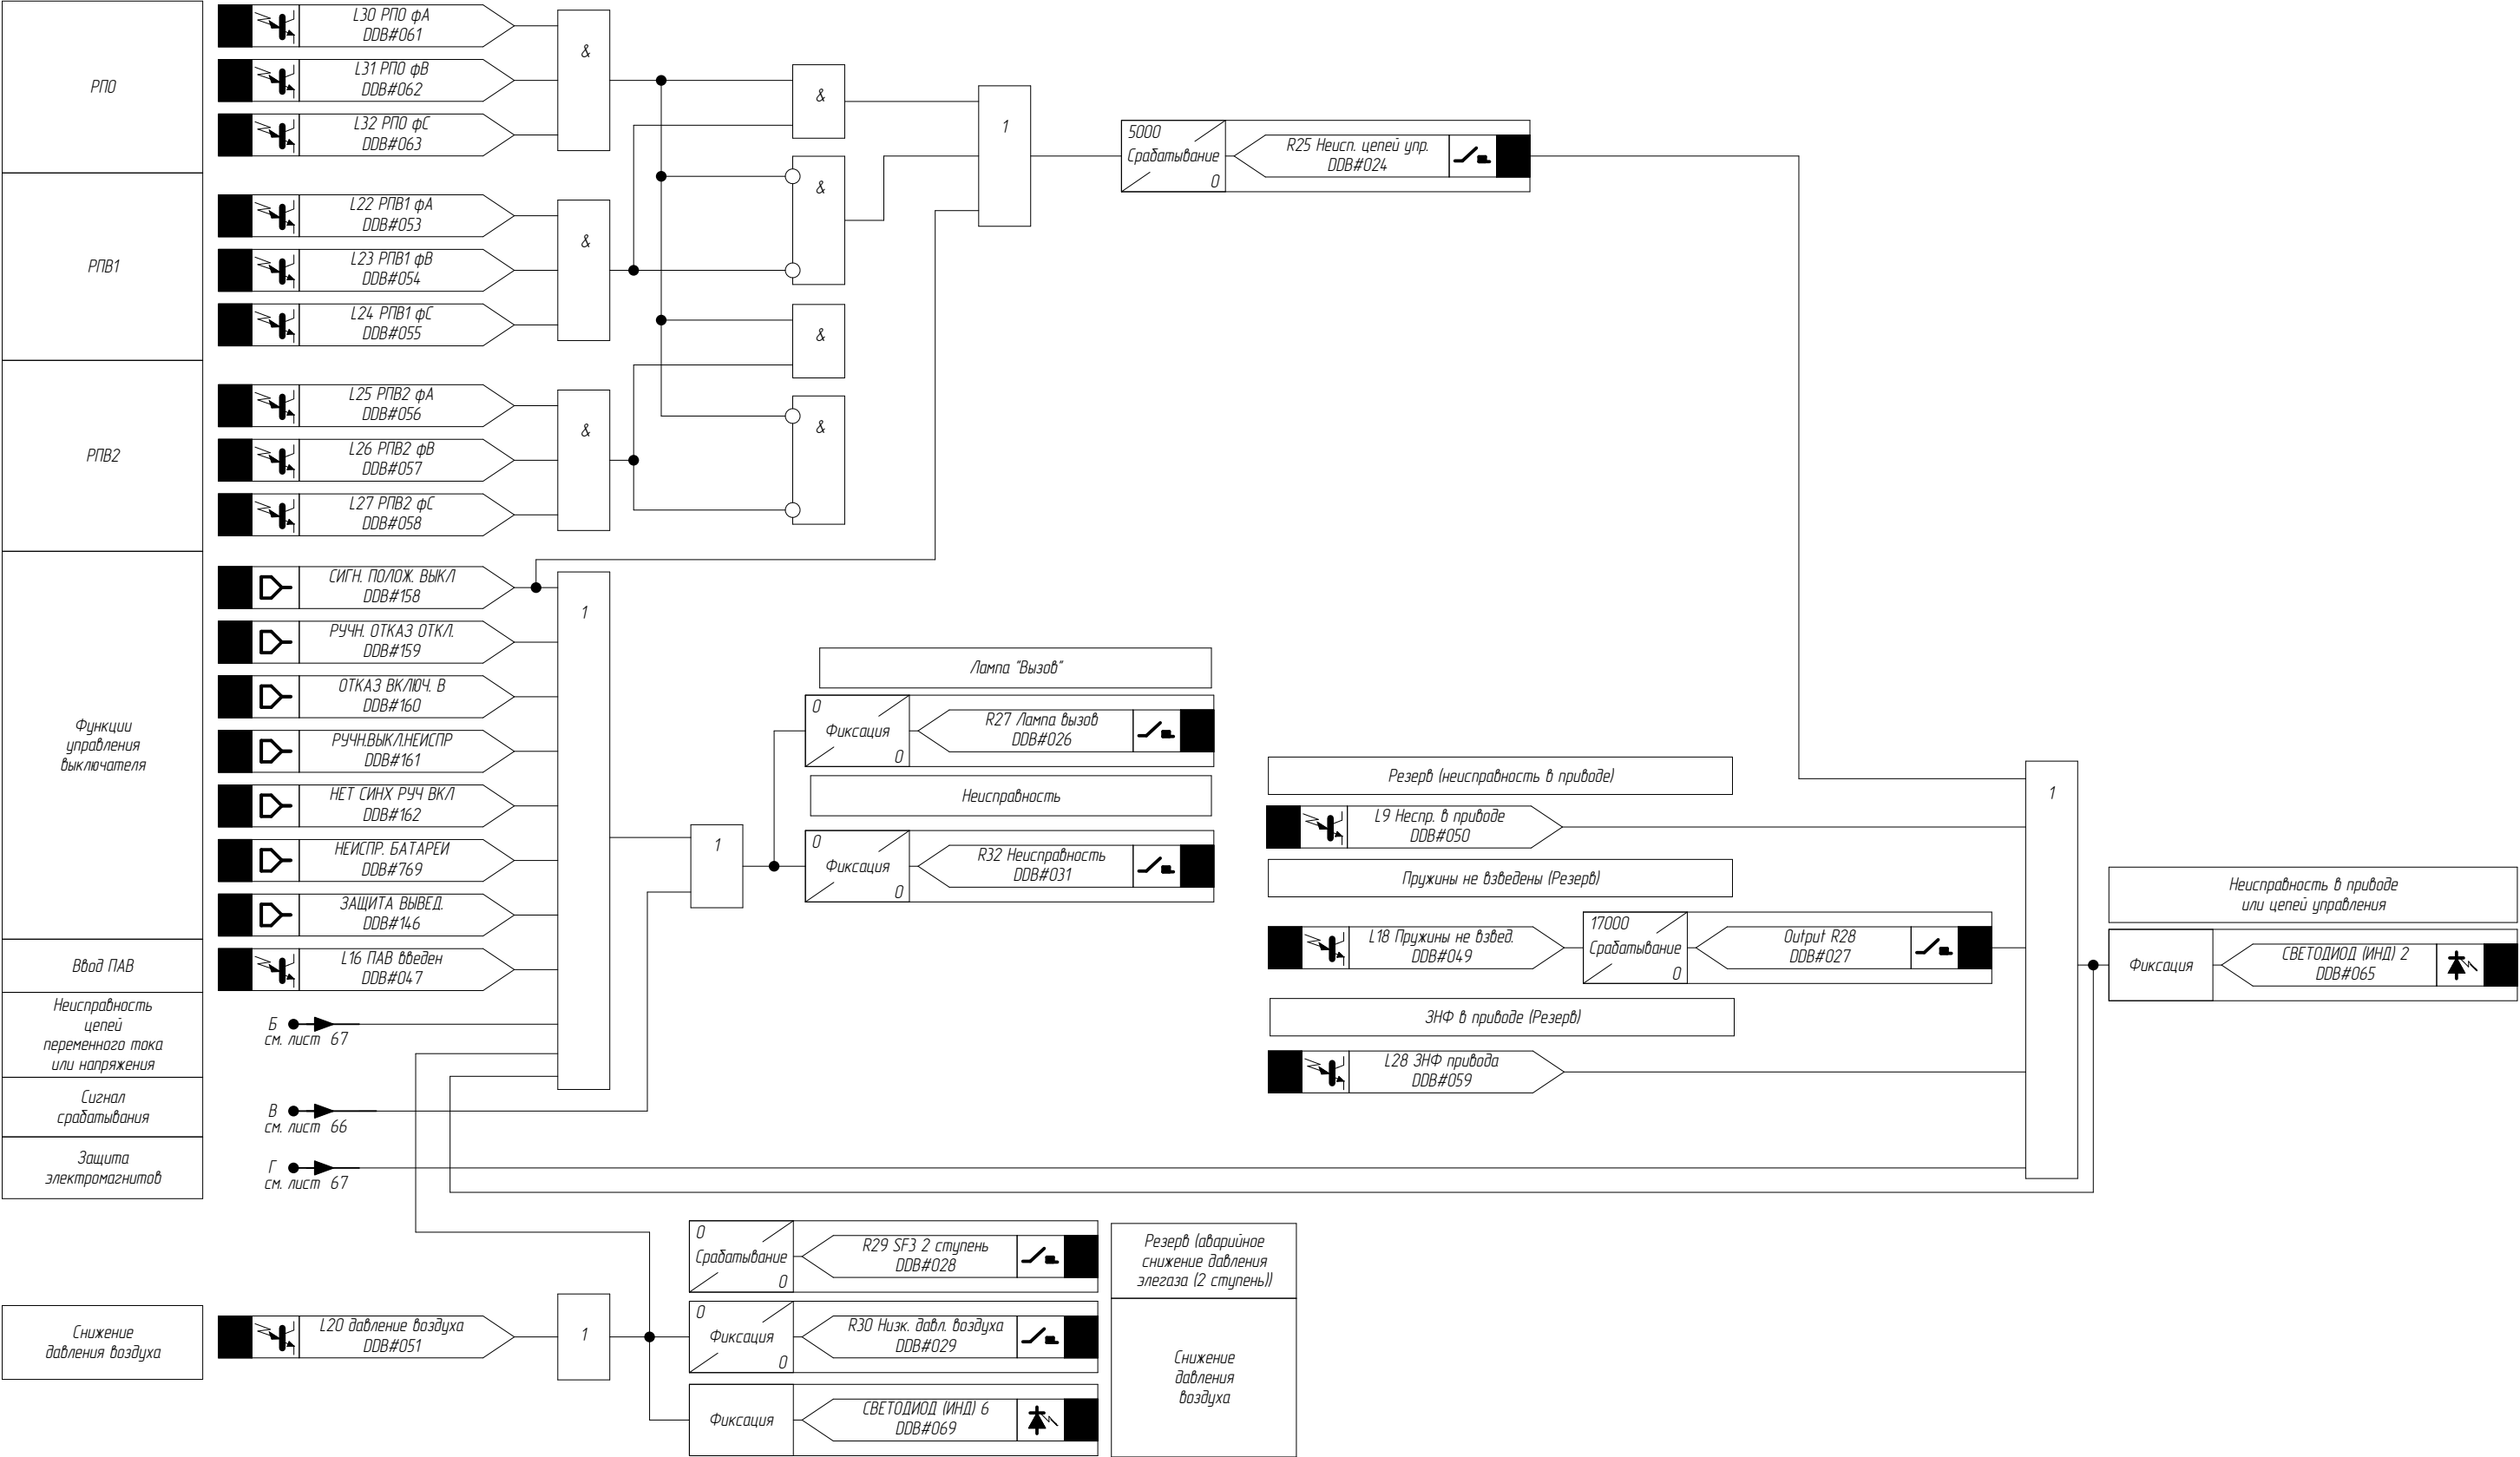 РПО
L30 РПО фА
DDB#061
L31 РПО фВ
DDB#062
L32 РПО фС
DDB#063
&
&
&
1
5000
Срабатывание
0
R25 Неисп. цепей упр.
DDB#024
РПВ1
L22 РПВ1 фА
DDB#053
L23 РПВ1 фВ
DDB#054
L24 РПВ1 фС
DDB#055
&
&
РПВ2
L25 РПВ2 фА
DDB#056
L26 РПВ2 фВ
DDB#057
L27 РПВ2 фС
DDB#058
&
&
Функции
управления
выключателя
СИГН. ПОЛОЖ. ВЫКЛ
DDB#158
РУЧН. ОТКАЗ ОТКЛ.
DDB#159
ОТКАЗ ВКЛЮЧ. В
DDB#160
РУЧН.ВЫКЛ.НЕИСПР
DDB#161
НЕТ СИНХ РУЧ ВКЛ
DDB#162
НЕИСПР. БАТАРЕИ
DDB#769
ЗАЩИТА ВЫВЕД.
DDB#146
1
Ввод ПАВ
L16 ПАВ введен
DDB#047
Неисправность
цепей
переменного тока
или напряжения
Б
см. лист 67
Сигнал
срабатывания
В
см. лист 66
Защита
электромагнитов
Г
см. лист 67
1
Лампа "Вызов"
0
Фиксация
0
R27 Лампа вызов
DDB#026
Неисправность
0
Фиксация
0
R32 Неисправность
DDB#031
Резерв (неисправность в приводе)
L9 Неспр. в приводе
DDB#050
Пружины не взведены (Резерв)
L18 Пружины не взвед.
DDB#049
17000
Срабатывание
0
Output R28
DDB#027
ЗНФ в приводе (Резерв)
L28 ЗНФ привода
DDB#059
1
Неисправность в приводе
или цепей управления
Фиксация
СВЕТОДИОД (ИНД) 2
DDB#065
Снижение
давления воздуха
L20 давление воздуха
DDB#051
1
0
Срабатывание
0
R29 SF3 2 ступень
DDB#028
Резерв (аварийное
снижение давления
элегаза (2 ступень))
0
Фиксация
0
R30 Низк. давл. воздуха
DDB#029
Фиксация
СВЕТОДИОД (ИНД) 6
DDB#069
Снижение
давления
воздуха